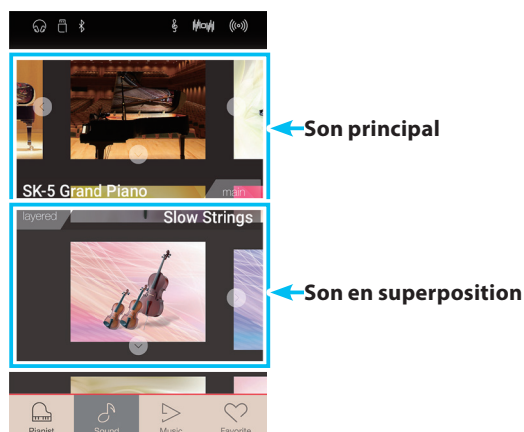 Son principal
SK-5 Grand Piano
main
layered
Slow Strings
Son en superposition
Pianist
Sound
Music
Favorite